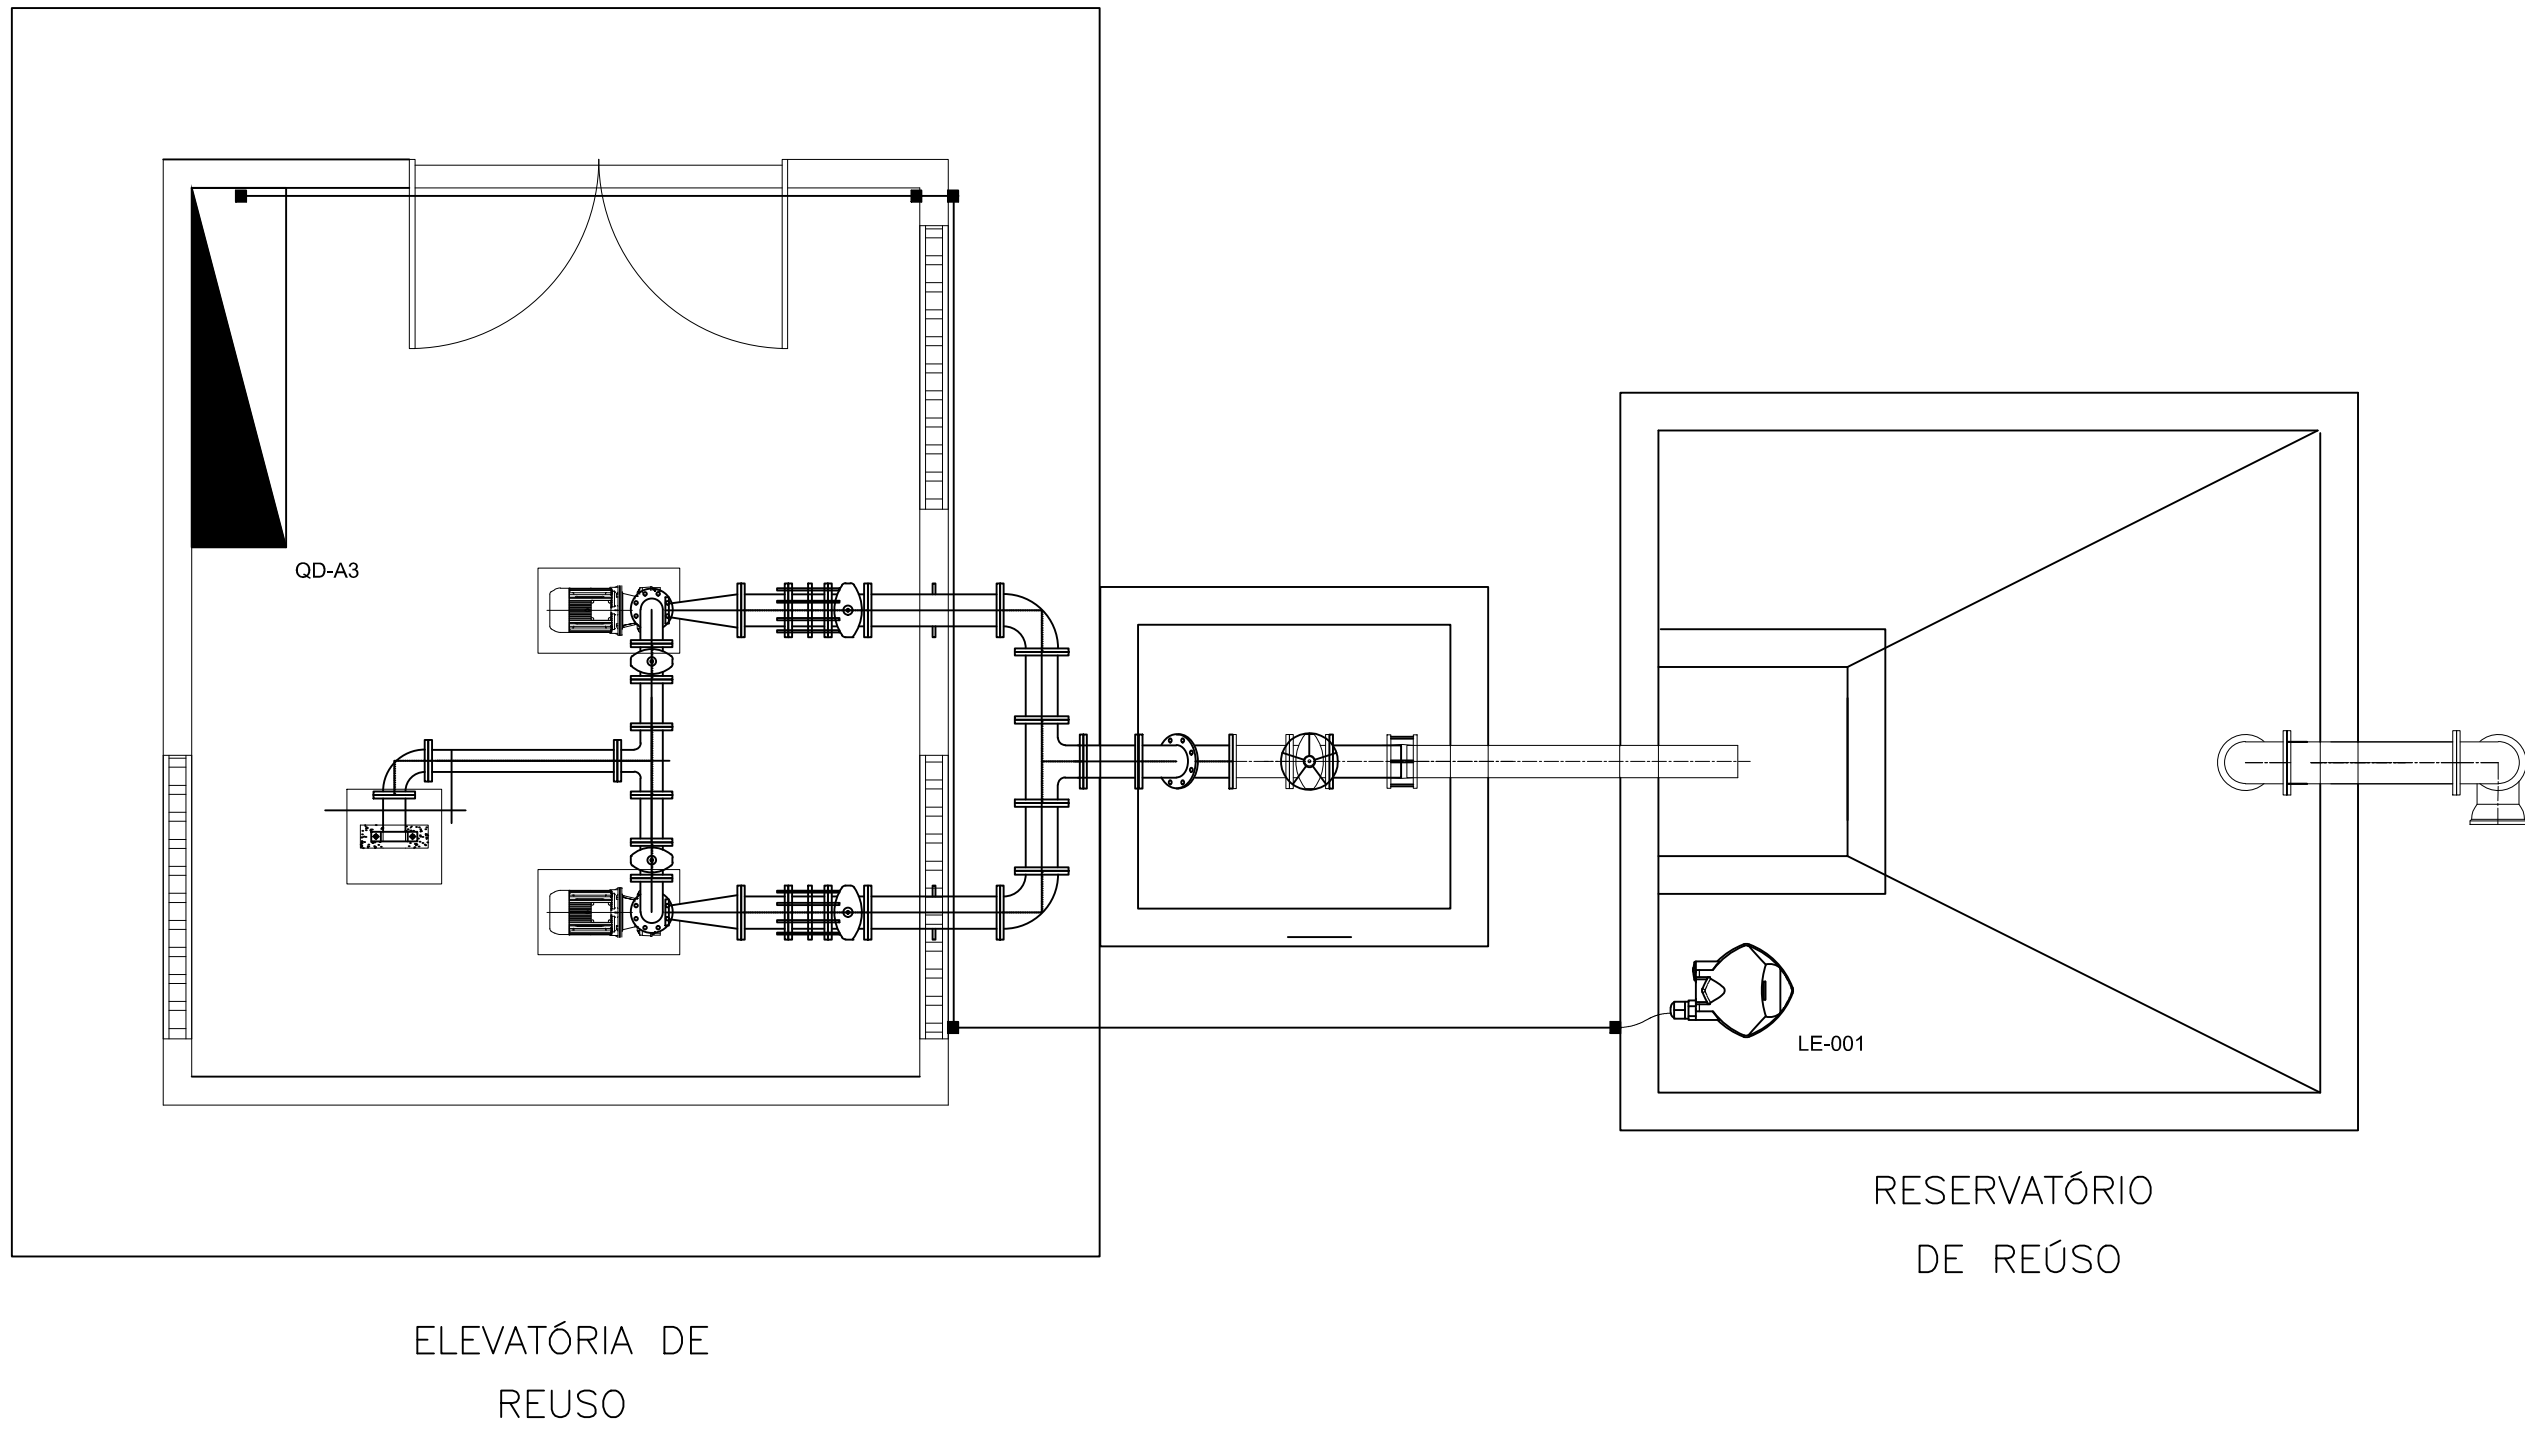 QD-A3
LE-001
RESERVATÓRIO
DE REÚSO
ELEVATÓRIA DE
REUSO